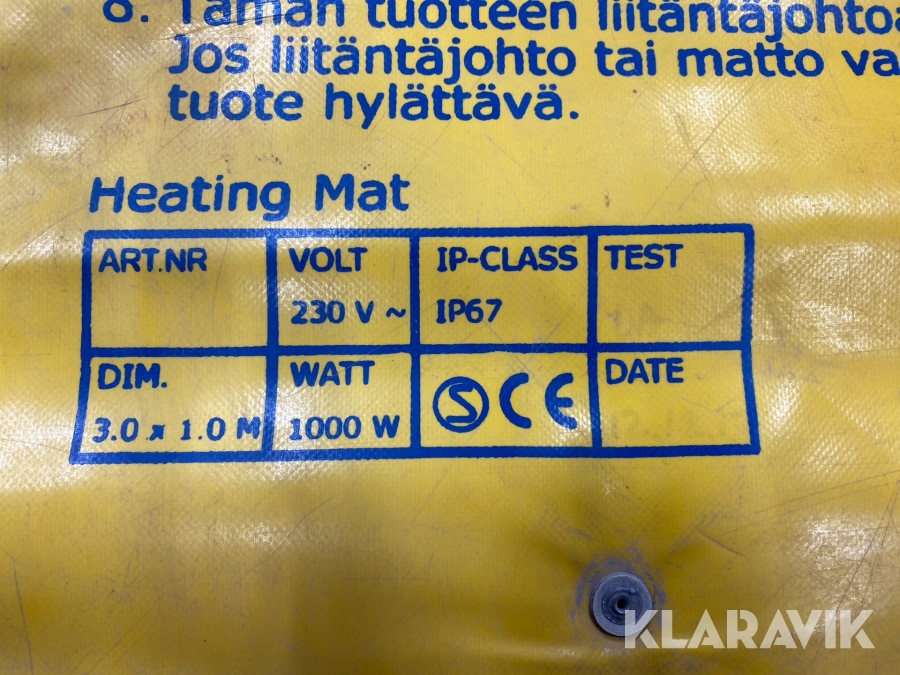 8. Tämän tuotteen liitäntäjohtoa
Jos liitäntäjohto tai matto va
tuote hylättävä.
Heating Mat
ART.NR VOLT IP-CLASS TEST
230 V ~ IP67
DIM. WATT S CE DATE
3.0 x 1.0 M 1000 W
KLARAVIK